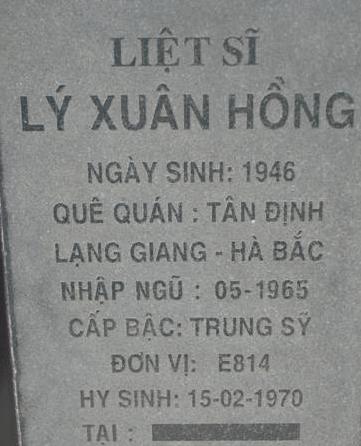 LIỆT SĨ
LÝ XUÂN HỒNG
NGÀY SINH: 1946
QUÊ QUÁN : TÂN ĐỊNH
LẠNG GIANG - HÀ BẮC
NHẬP NGŨ : 05-1965
CẤP BẬC: TRUNG SỸ
ĐƠN VỊ: E814
HY SINH: 15-02-1970
TẠI :